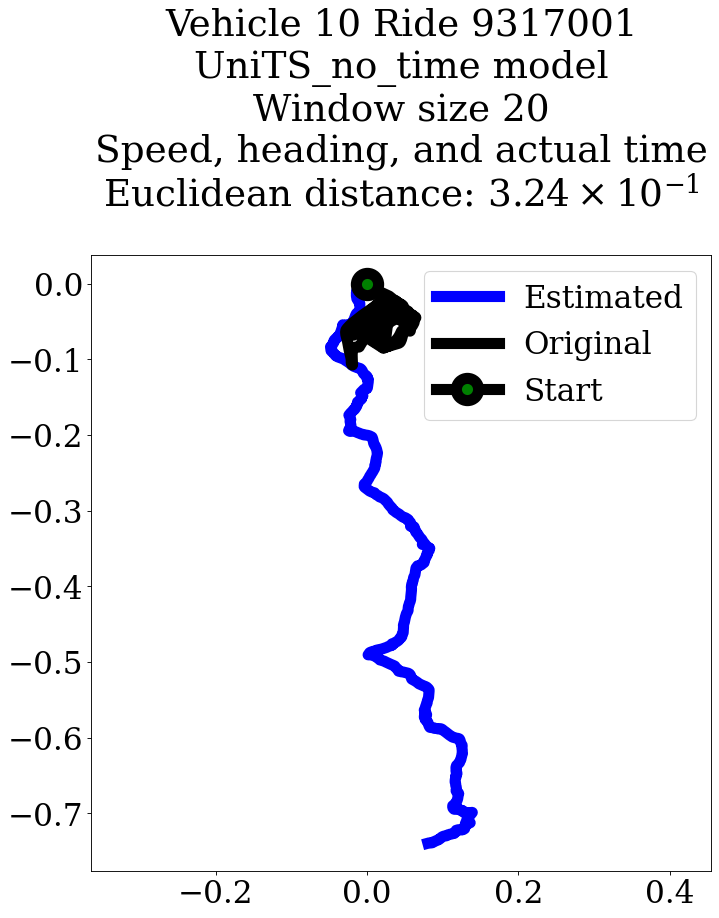 Vehicle 10 Ride 9317001
UniTS_no_time model
Window size 20
Speed, heading, and actual time
Euclidean distance: 3.24 × 10⁻¹
Estimated
Original
Start
0.0
−0.1
−0.2
−0.3
−0.4
−0.5
−0.6
−0.7
−0.2 0.0 0.2 0.4